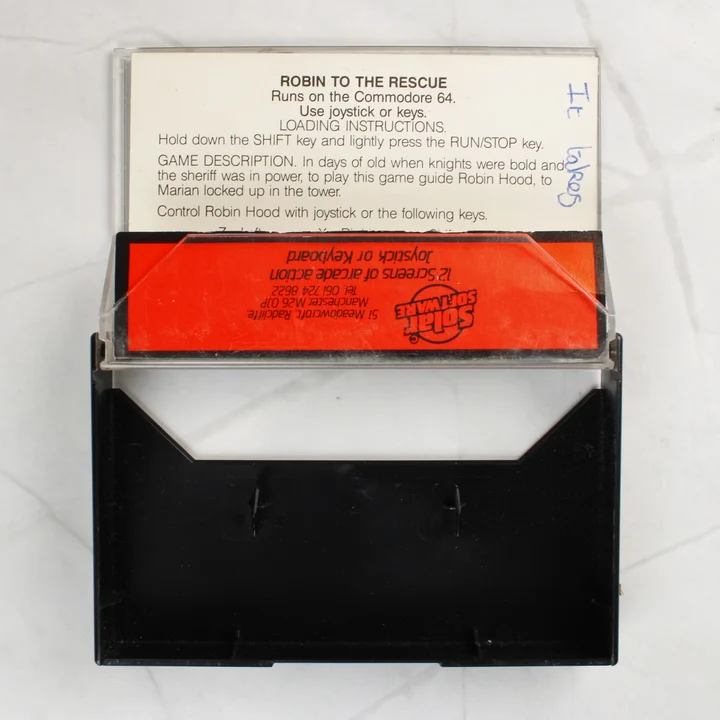 ROBIN TO THE RESCUE
Runs on the Commodore 64.
Use joystick or keys.
LOADING INSTRUCTIONS.
Hold down the SHIFT key and lightly press the RUN/STOP key.
GAME DESCRIPTION. In days of old when knights were bold and
the sheriff was in power, to play this game guide Robin Hood, to
Marian locked up in the tower.
Control Robin Hood with joystick or the following keys.
It takes
solar
SOFTWARE
51 Meadowcroft, Radcliffe,
Manchester M26 0JP
Tel. 061 724 8622
12 Screens of arcade action
Joystick or Keyboard